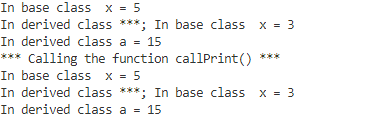 In base class  x = 5
In derived class ***; In base class  x = 3
In derived class a = 15
*** Calling the function callPrint() ***
In base class  x = 5
In derived class ***; In base class  x = 3
In derived class a = 15